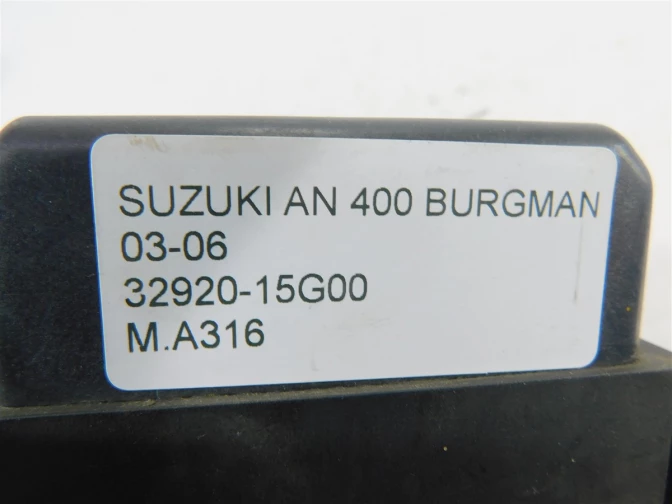 SUZUKI AN 400 BURGMAN
03-06
32920-15G00
M.A316